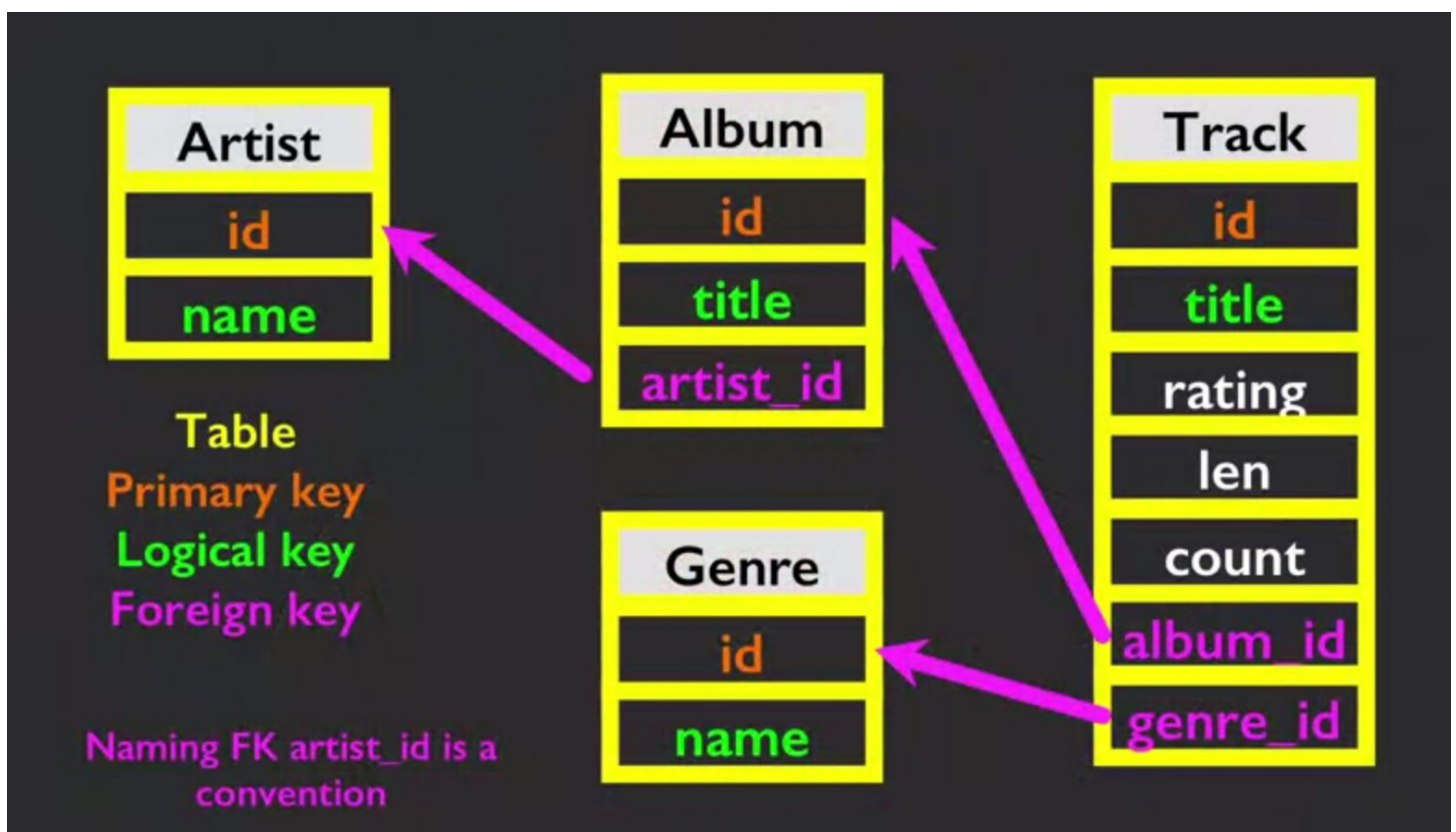 Artist
id
name
Table
Primary key
Logical key
Foreign key
Naming FK artist_id is a
convention
Album
id
title
artist_id
Genre
id
name
Track
id
title
rating
len
count
album_id
genre_id